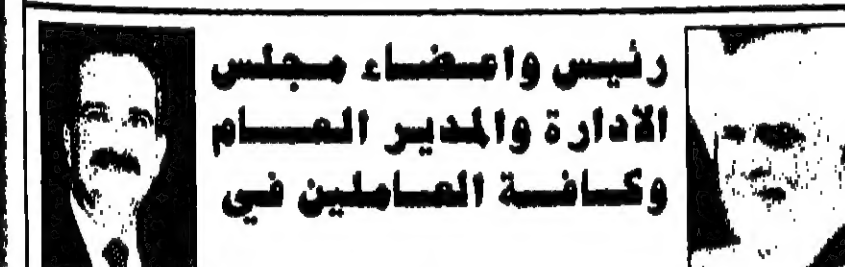 رئيس واعضاء مجلس
الادارة والمدير العام
وكافة العاملين في